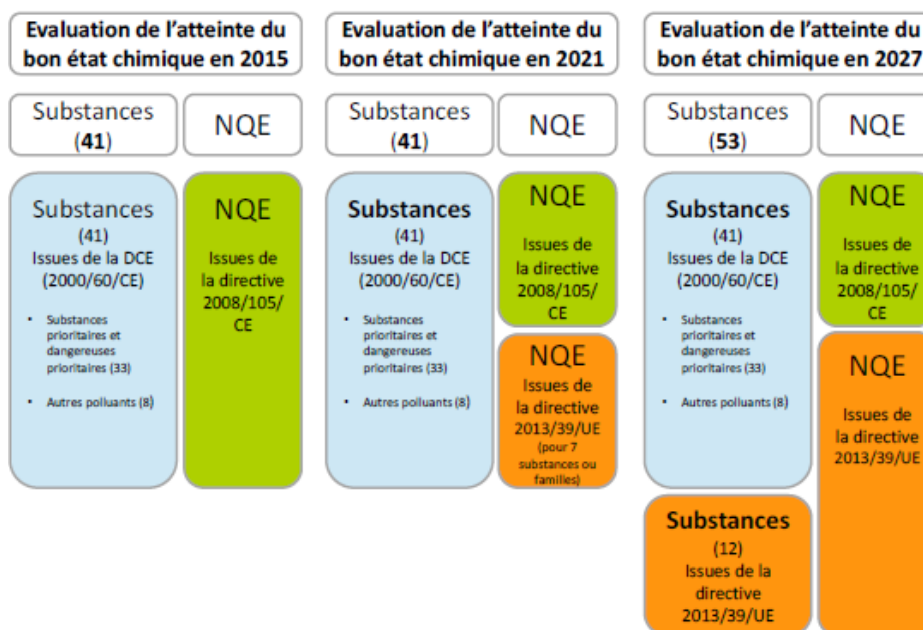 Evaluation de l'atteinte du
bon état chimique en 2015
Substances
(41)
NQE
Substances
(41)
Issues de la DCE
(2000/60/CE)
• Substances
prioritaires et
dangereuses
prioritaires (33)
• Autres polluants (8)
NQE
Issues de
la directive
2008/105/
CE
Evaluation de l'atteinte du
bon état chimique en 2021
Substances
(41)
NQE
Substances
(41)
Issues de la DCE
(2000/60/CE)
• Substances
prioritaires et
dangereuses
prioritaires (33)
• Autres polluants (8)
NQE
Issues de
la directive
2008/105/
CE
NQE
Issues de
la directive
2013/39/UE
(pour 7
substances ou
familles)
Evaluation de l'atteinte du
bon état chimique en 2027
Substances
(53)
NQE
Substances
(41)
Issues de la DCE
(2000/60/CE)
• Substances
prioritaires et
dangereuses
prioritaires (33)
• Autres polluants (8)
NQE
Issues de
la directive
2008/105/
CE
NQE
Issues de
la directive
2013/39/UE
Substances
(12)
Issues de la
directive
2013/39/UE